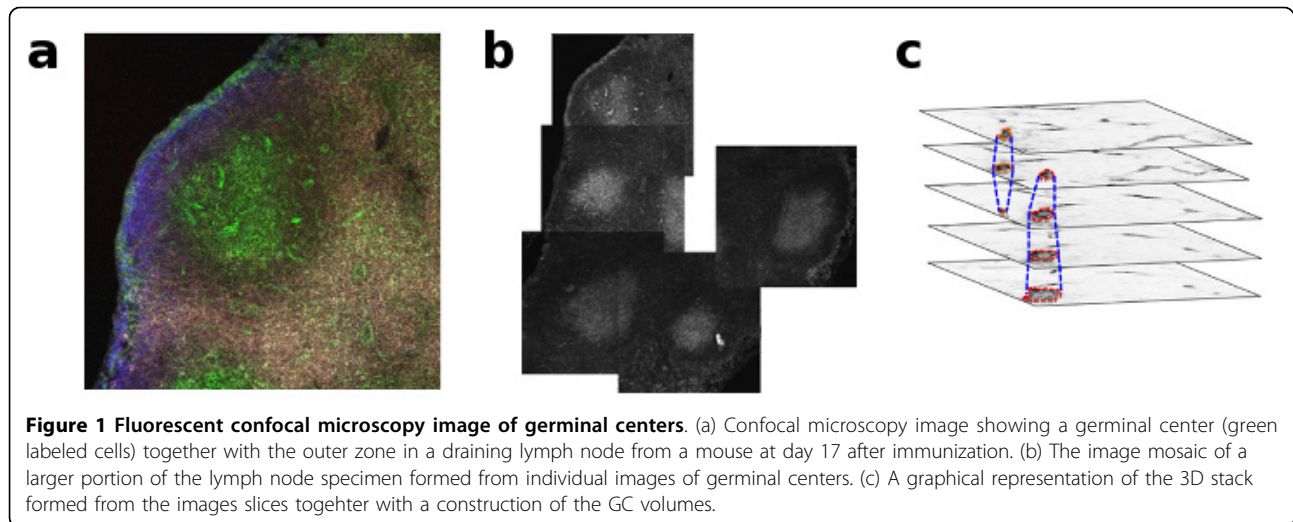 a
b
c
Figure 1 Fluorescent confocal microscopy image of germinal centers. (a) Confocal microscopy image showing a germinal center (green
labeled cells) together with the outer zone in a draining lymph node from a mouse at day 17 after immunization. (b) The image mosaic of a
larger portion of the lymph node specimen formed from individual images of germinal centers. (c) A graphical representation of the 3D stack
formed from the images slices togehter with a construction of the GC volumes.